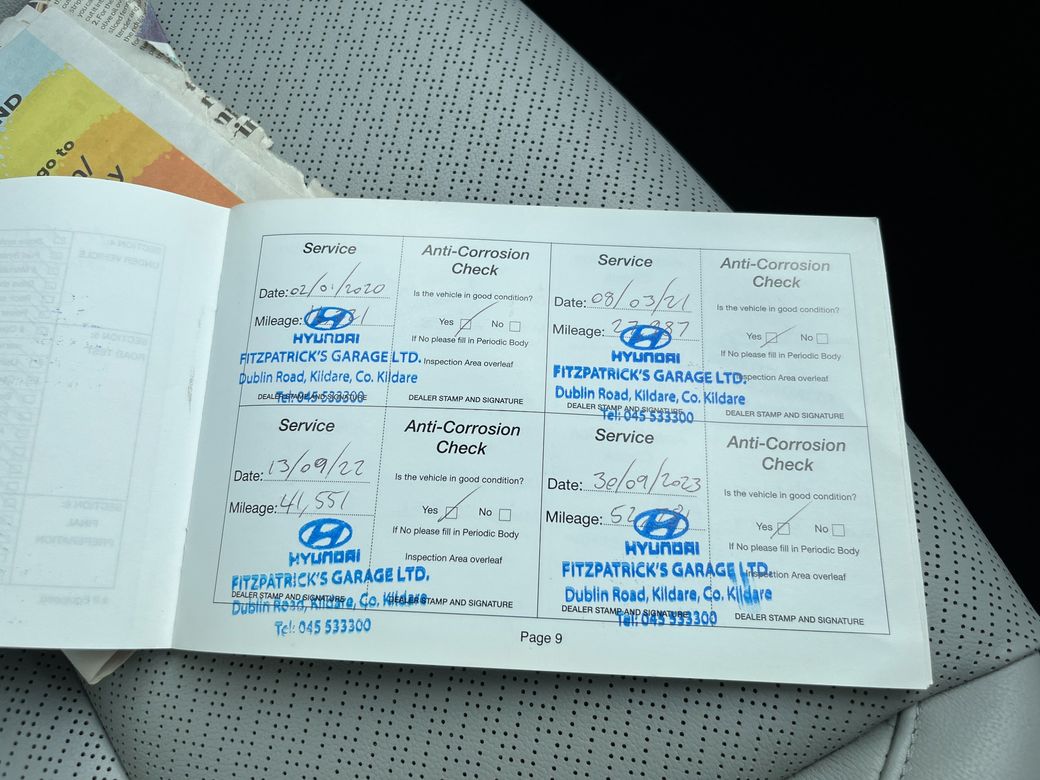 ND
go to
Service
Date: 02/01/2020
Mileage:
HYUNDAI
FITZPATRICK'S GARAGE LTD.
Dublin Road, Kildare, Co. Kildare
Tel: 045 533300
DEALER STAMP AND SIGNATURE
Anti-Corrosion
Check
Is the vehicle in good condition?
Yes No
If No please fill in Periodic Body
Inspection Area overleaf
DEALER STAMP AND SIGNATURE
Service
Date: 08/03/21
Mileage:
HYUNDAI
FITZPATRICK'S GARAGE LTD.
Dublin Road, Kildare, Co. Kildare
DEALER STAMP AND SIGNATURE
Tel: 045 533300
Anti-Corrosion
Check
Is the vehicle in good condition?
Yes No
If No please fill in Periodic Body
Inspection Area overleaf
DEALER STAMP AND SIGNATURE
Service
Date: 13/09/22
Mileage: 41,551
HYUNDAI
FITZPATRICK'S GARAGE LTD.
DEALER STAMP AND SIGNATURE
Dublin Road, Kildare, Co. Kildare
Tel: 045 533300
Anti-Corrosion
Check
Is the vehicle in good condition?
Yes No
If No please fill in Periodic Body
Inspection Area overleaf
DEALER STAMP AND SIGNATURE
Service
Date: 30/09/2023
Mileage:
HYUNDAI
FITZPATRICK'S GARAGE LTD.
Dublin Road, Kildare, Co. Kildare
DEALER STAMP AND SIGNATURE
Tel: 045 533300
Anti-Corrosion
Check
Is the vehicle in good condition?
Yes No
If No please fill in Periodic Body
Inspection Area overleaf
DEALER STAMP AND SIGNATURE
Page 9